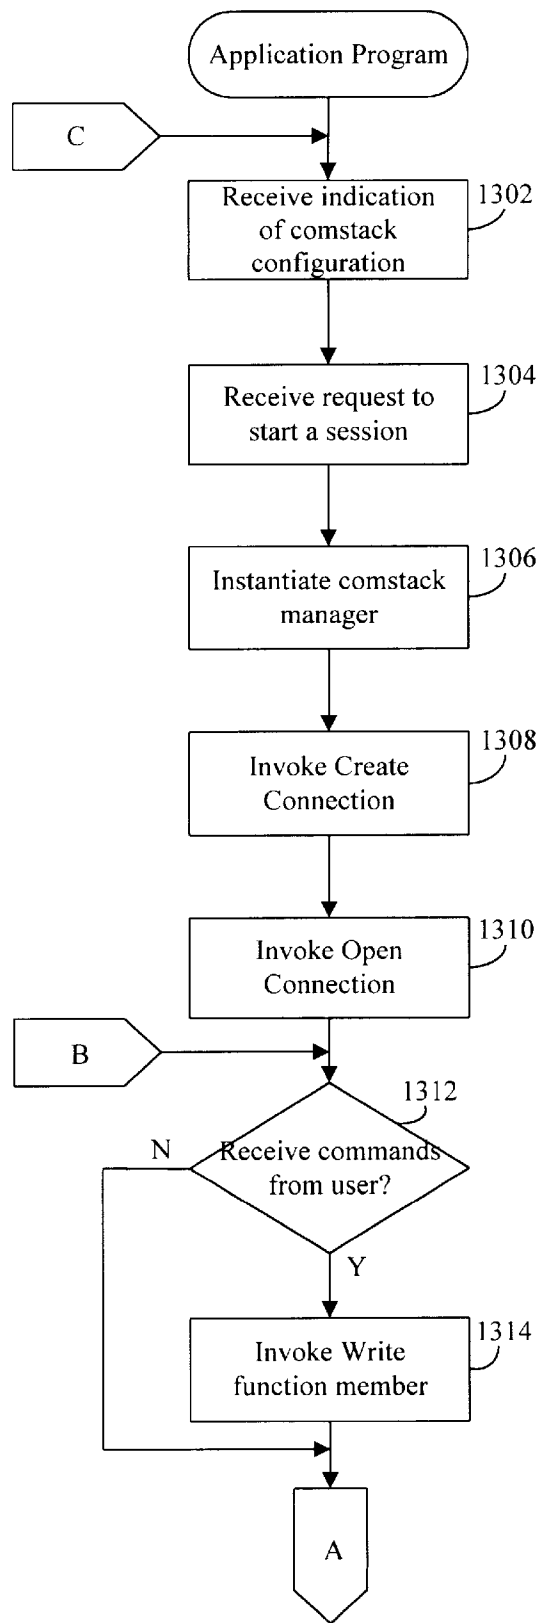 Application Program
C
Receive indication
of comstack
configuration
1302
Receive request to
start a session
1304
Instantiate comstack
manager
1306
Invoke Create
Connection
1308
Invoke Open
Connection
1310
B
1312
Receive commands
from user?
N
Y
Invoke Write
function member
1314
A